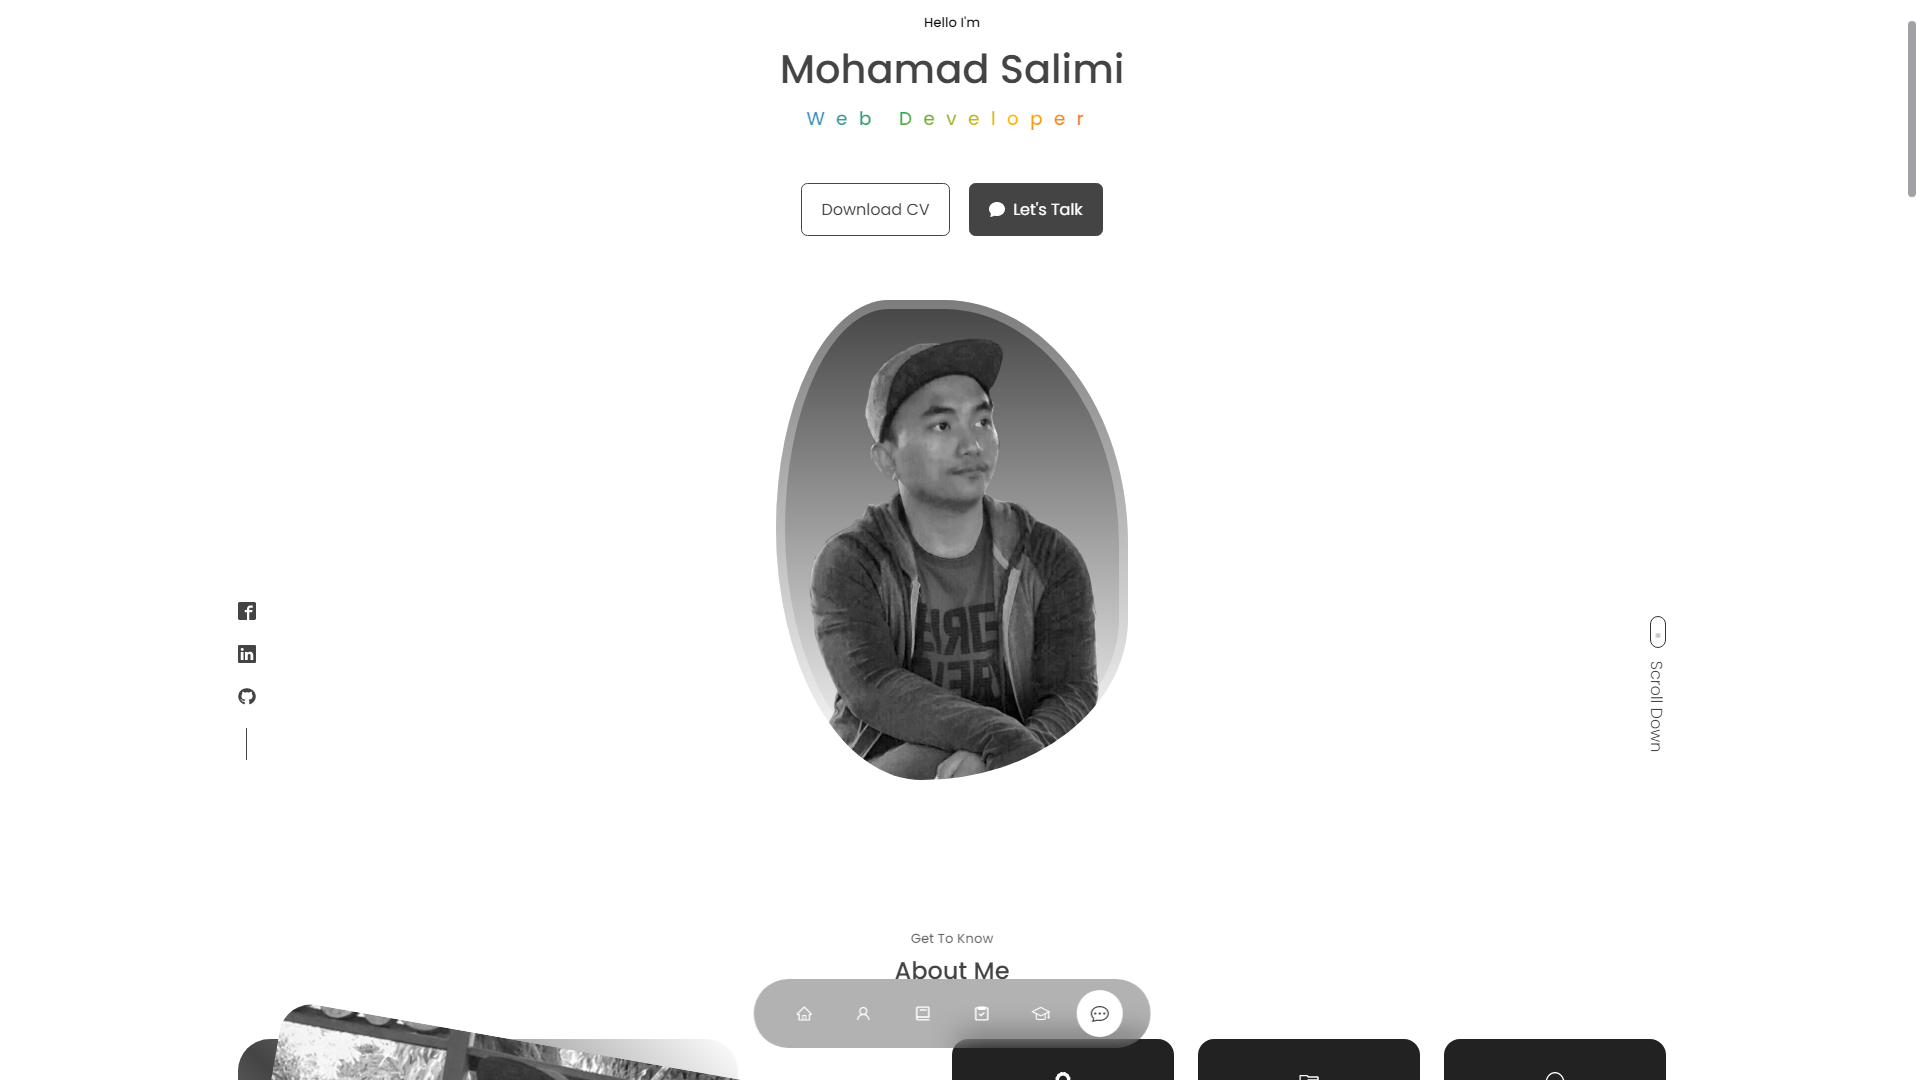 Hello I'm
Mohamad Salimi
Web Developer
Download CV
Let's Talk
Scroll Down
Get To Know
About Me